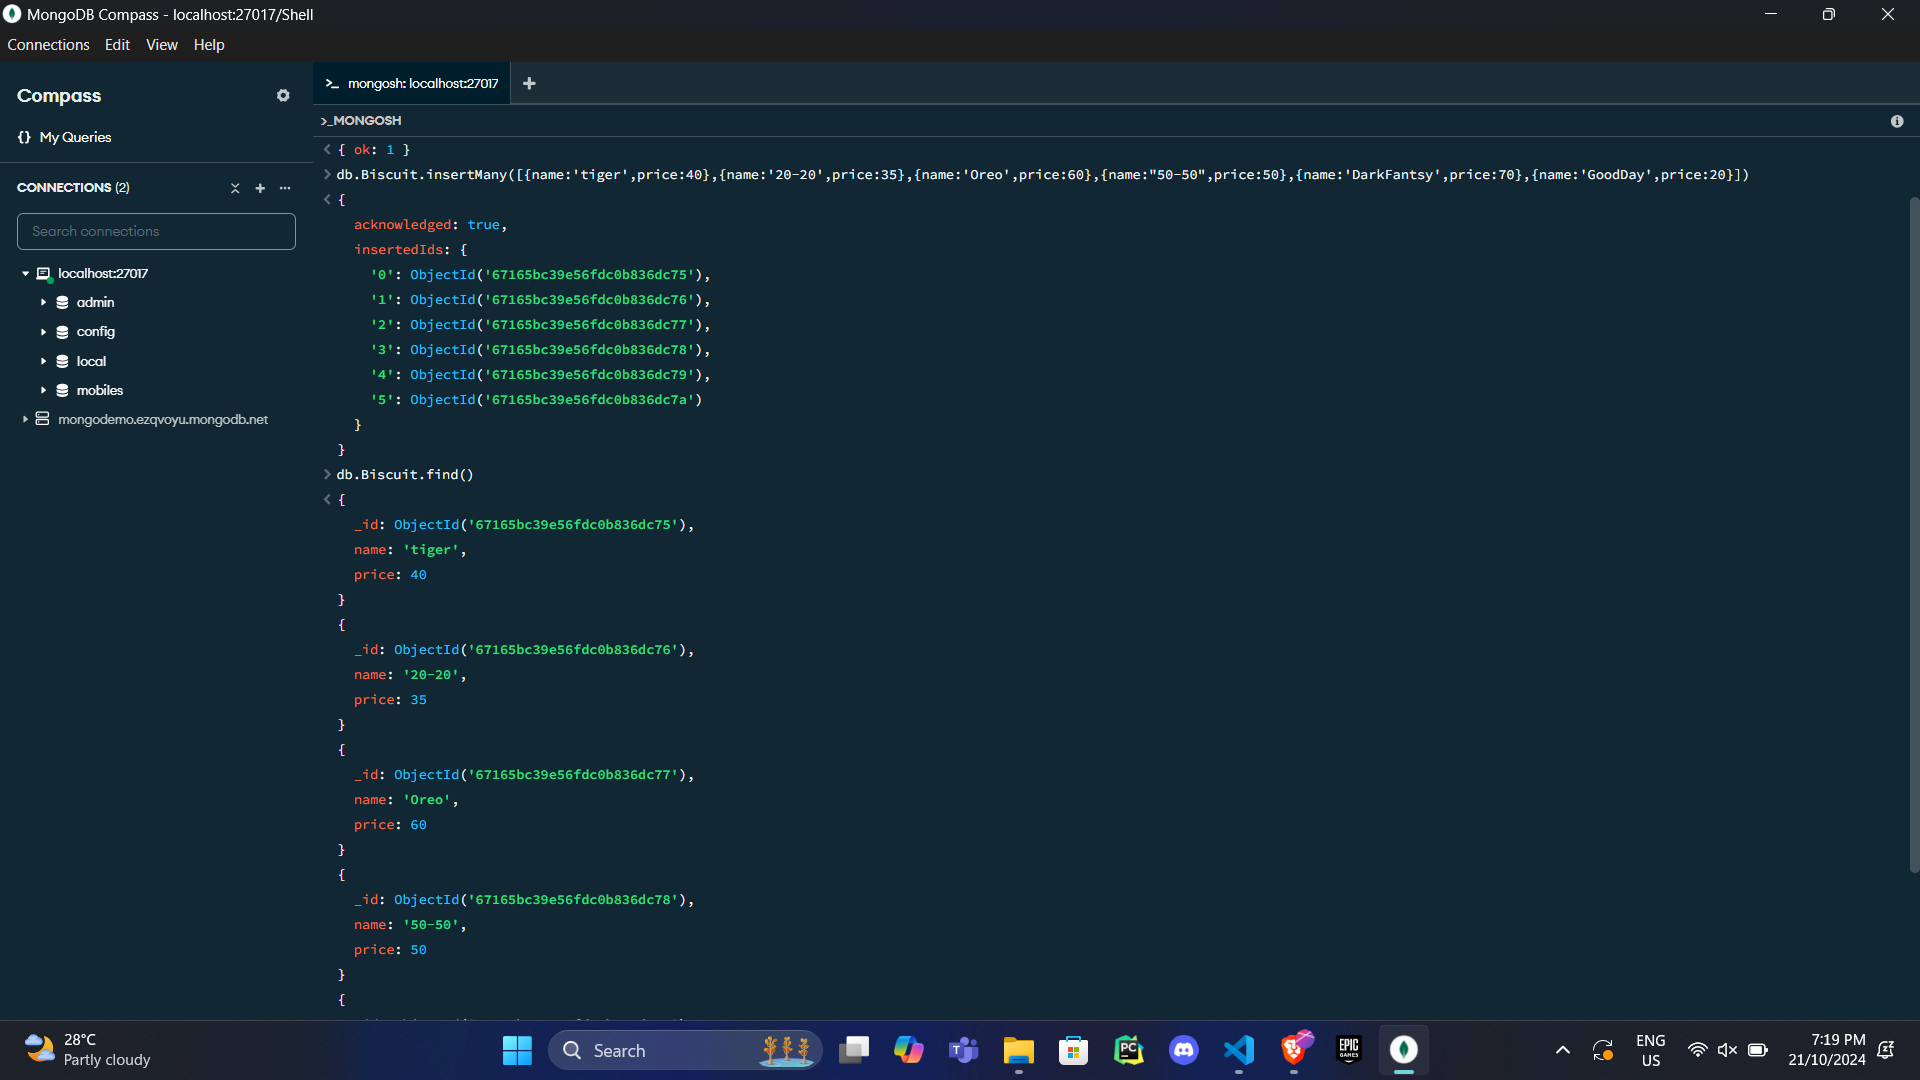 MongoDB Compass - localhost:27017/Shell
Connections Edit View Help
Compass
{} My Queries
CONNECTIONS (2)
Search connections
localhost:27017
admin
config
local
mobiles
mongodemo.ezqvoyu.mongodb.net
>_ mongosh: localhost:27017 +
>_MONGOSH
< { ok: 1 }
> db.Biscuit.insertMany([{name:'tiger',price:40},{name:'20-20',price:35},{name:'Oreo',price:60},{name:"50-50",price:50},{name:'DarkFantsy',price:70},{name:'GoodDay',price:20}])
< {
acknowledged: true,
insertedIds: {
'0': ObjectId('67165bc39e56fdc0b836dc75'),
'1': ObjectId('67165bc39e56fdc0b836dc76'),
'2': ObjectId('67165bc39e56fdc0b836dc77'),
'3': ObjectId('67165bc39e56fdc0b836dc78'),
'4': ObjectId('67165bc39e56fdc0b836dc79'),
'5': ObjectId('67165bc39e56fdc0b836dc7a')
}
}
> db.Biscuit.find()
< {
_id: ObjectId('67165bc39e56fdc0b836dc75'),
name: 'tiger',
price: 40
}
{
_id: ObjectId('67165bc39e56fdc0b836dc76'),
name: '20-20',
price: 35
}
{
_id: ObjectId('67165bc39e56fdc0b836dc77'),
name: 'Oreo',
price: 60
}
{
_id: ObjectId('67165bc39e56fdc0b836dc78'),
name: '50-50',
price: 50
}
{
28°C
Partly cloudy
Search
PC
EPIC GAMES
ENG
US
7:19 PM
21/10/2024